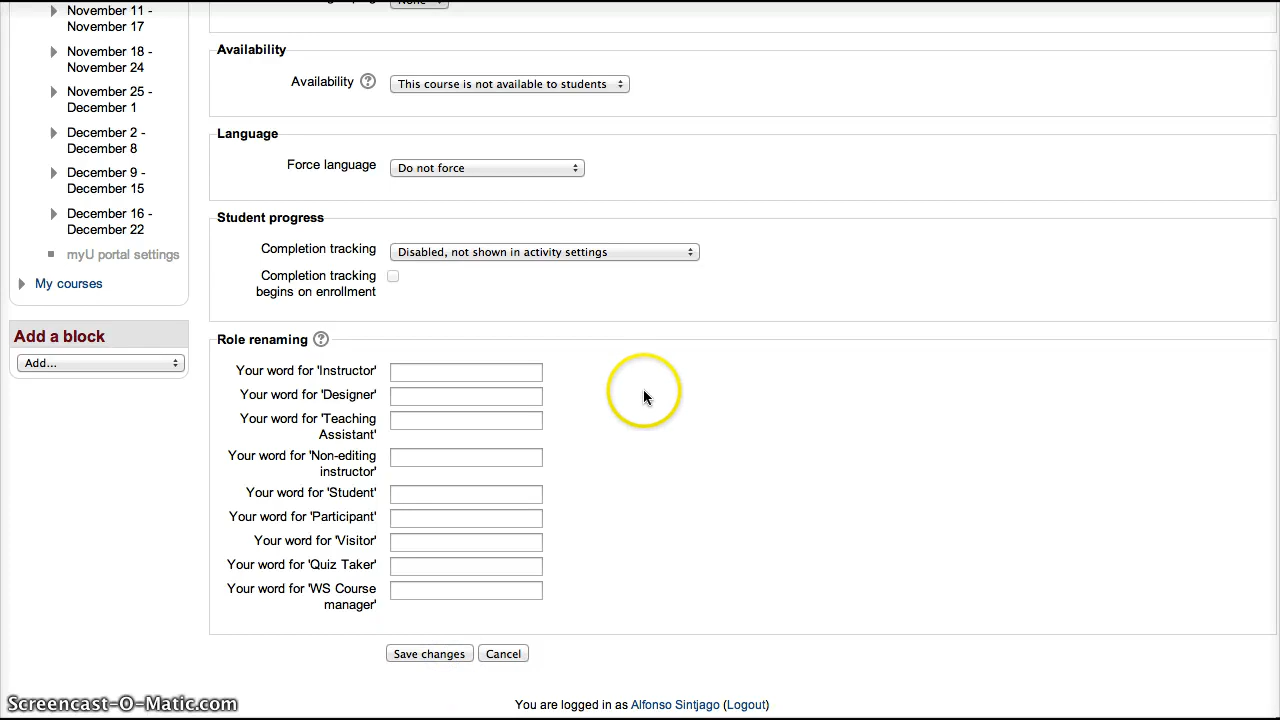 November 11 -
November 17
November 18 -
November 24
November 25 -
December 1
December 2 -
December 8
December 9 -
December 15
December 16 -
December 22
myU portal settings
My courses
Add a block
Add...
None
Availability
Availability
This course is not available to students
Language
Force language
Do not force
Student progress
Completion tracking
Disabled, not shown in activity settings
Completion tracking
begins on enrollment
Role renaming
Your word for 'Instructor'
Your word for 'Designer'
Your word for 'Teaching
Assistant'
Your word for 'Non-editing
instructor'
Your word for 'Student'
Your word for 'Participant'
Your word for 'Visitor'
Your word for 'Quiz Taker'
Your word for 'WS Course
manager'
Save changes
Cancel
You are logged in as Alfonso Sintjago (Logout)
Screencast-O-Matic.com